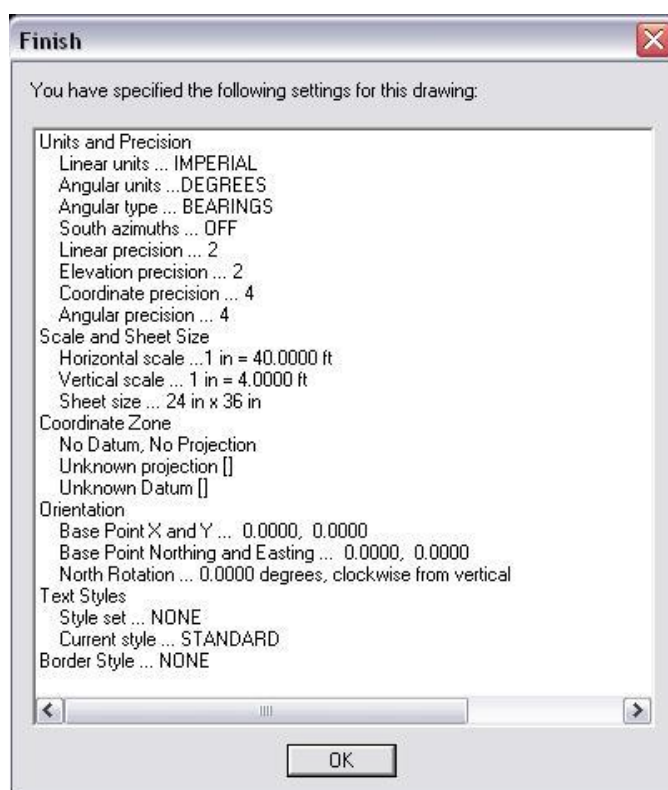 Finish
You have specified the following settings for this drawing:
Units and Precision
Linear units ... IMPERIAL
Angular units ...DEGREES
Angular type ... BEARINGS
South azimuths ... OFF
Linear precision ... 2
Elevation precision ... 2
Coordinate precision ... 4
Angular precision ... 4
Scale and Sheet Size
Horizontal scale ...1 in = 40.0000 ft
Vertical scale ... 1 in = 4.0000 ft
Sheet size ... 24 in x 36 in
Coordinate Zone
No Datum, No Projection
Unknown projection []
Unknown Datum []
Orientation
Base Point X and Y ... 0.0000, 0.0000
Base Point Northing and Easting ... 0.0000, 0.0000
North Rotation ... 0.0000 degrees, clockwise from vertical
Text Styles
Style set ... NONE
Current style ... STANDARD
Border Style ... NONE
OK